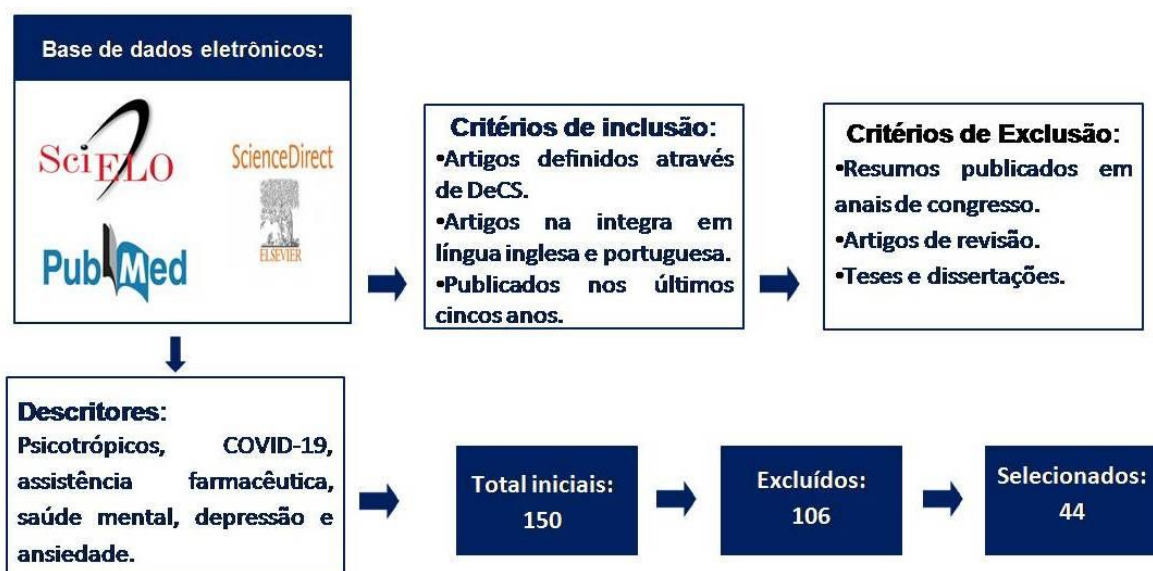 Base de dados eletrônicos:
SciELO
ScienceDirect
ELSEVIER
PubMed
Critérios de inclusão:
•Artigos definidos através
de DeCS.
•Artigos na integra em
língua inglesa e portuguesa.
•Publicados nos últimos
cincos anos.
Critérios de Exclusão:
•Resumos publicados em
anais de congresso.
•Artigos de revisão.
•Teses e dissertações.
Descritores:
Psicotrópicos, COVID-19,
assistência farmacêutica,
saúde mental, depressão e
ansiedade.
Total iniciais:
150
Excluídos:
106
Selecionados:
44